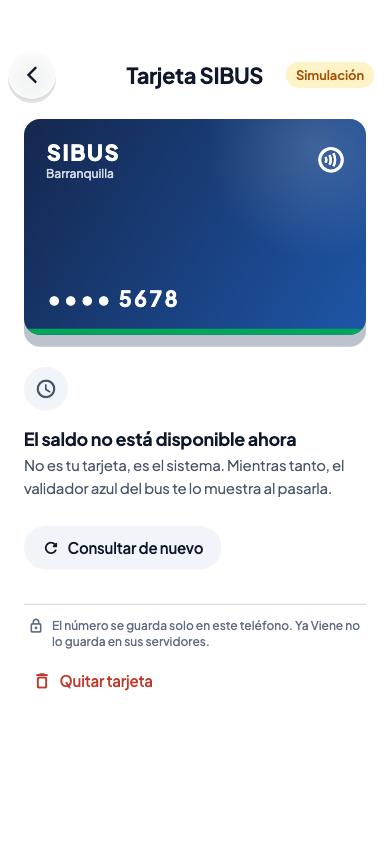 Tarjeta SIBUS
Simulación
SIBUS
Barranquilla
•••• 5678
El saldo no está disponible ahora
No es tu tarjeta, es el sistema. Mientras tanto, el
validador azul del bus te lo muestra al pasarla.
Consultar de nuevo
El número se guarda solo en este teléfono. Ya Viene no
lo guarda en sus servidores.
Quitar tarjeta